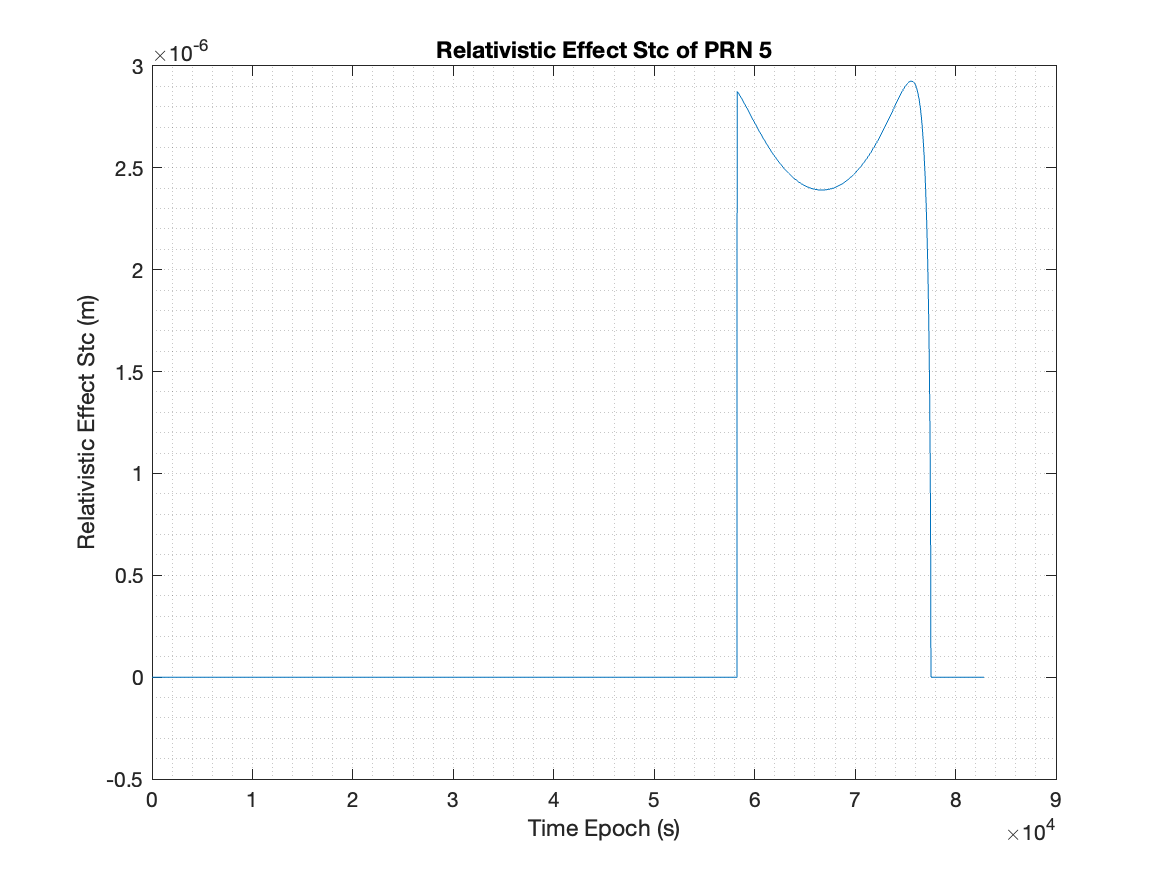 Relativistic Effect Stc of PRN 5
×10-6
3
2.5
2
1.5
1
0.5
0
-0.5
Relativistic Effect Stc (m)
0 1 2 3 4 5 6 7 8 9
Time Epoch (s)
×104